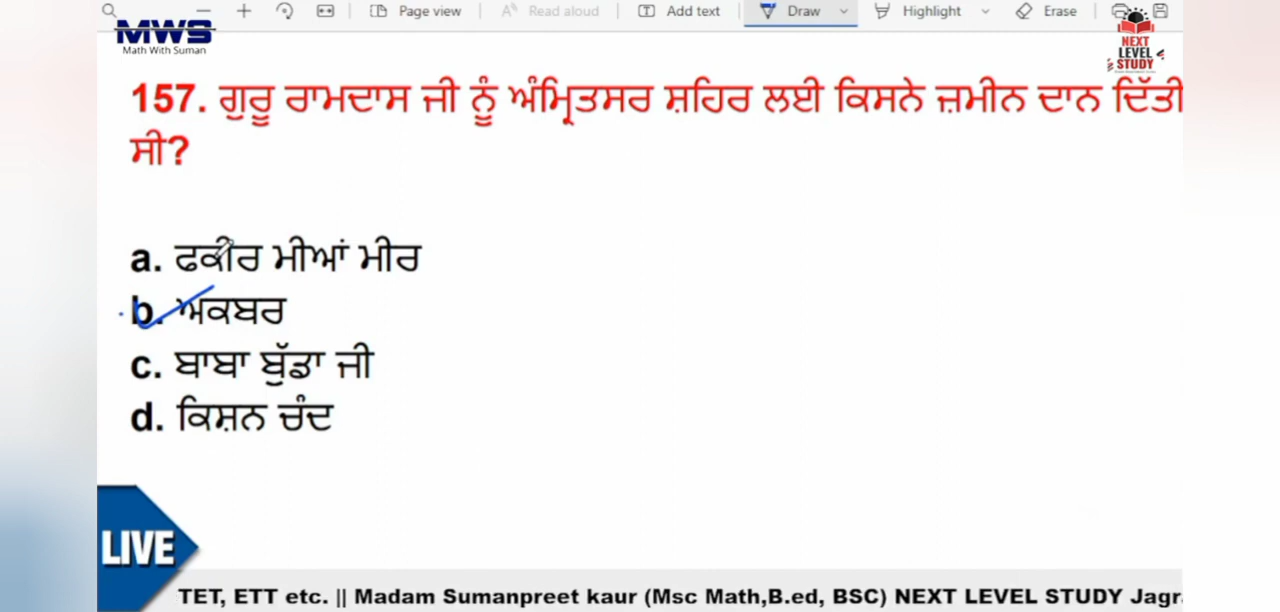 Page view
Read aloud
Add text
Draw
Highlight
Erase
MWS
Math With Suman
NEXT
LEVEL
STUDY
157. ਗੁਰੂ ਰਾਮਦਾਸ ਜੀ ਨੂੰ ਅੰਮ੍ਰਿਤਸਰ ਸ਼ਹਿਰ ਲਈ ਕਿਸਨੇ ਜ਼ਮੀਨ ਦਾਨ ਦਿੱਤੀ
ਸੀ?
a. ਫਕੀਰ ਮੀਆਂ ਮੀਰ
b. ਅਕਬਰ
c. ਬਾਬਾ ਬੁੱਡਾ ਜੀ
d. ਕਿਸ਼ਨ ਚੰਦ
LIVE
TET, ETT etc. || Madam Sumanpreet kaur (Msc Math,B.ed, BSC) NEXT LEVEL STUDY Jagr